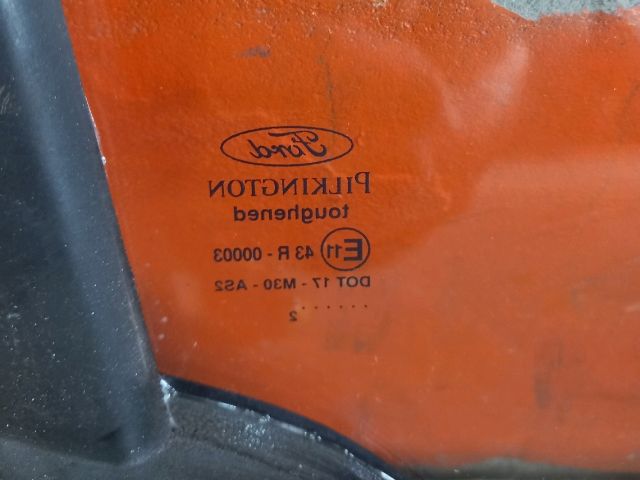 Ford
PILKINGTON
toughened
E11 43 R - 00003
DOT 17 - M30 - AS2
. . . . . .
2